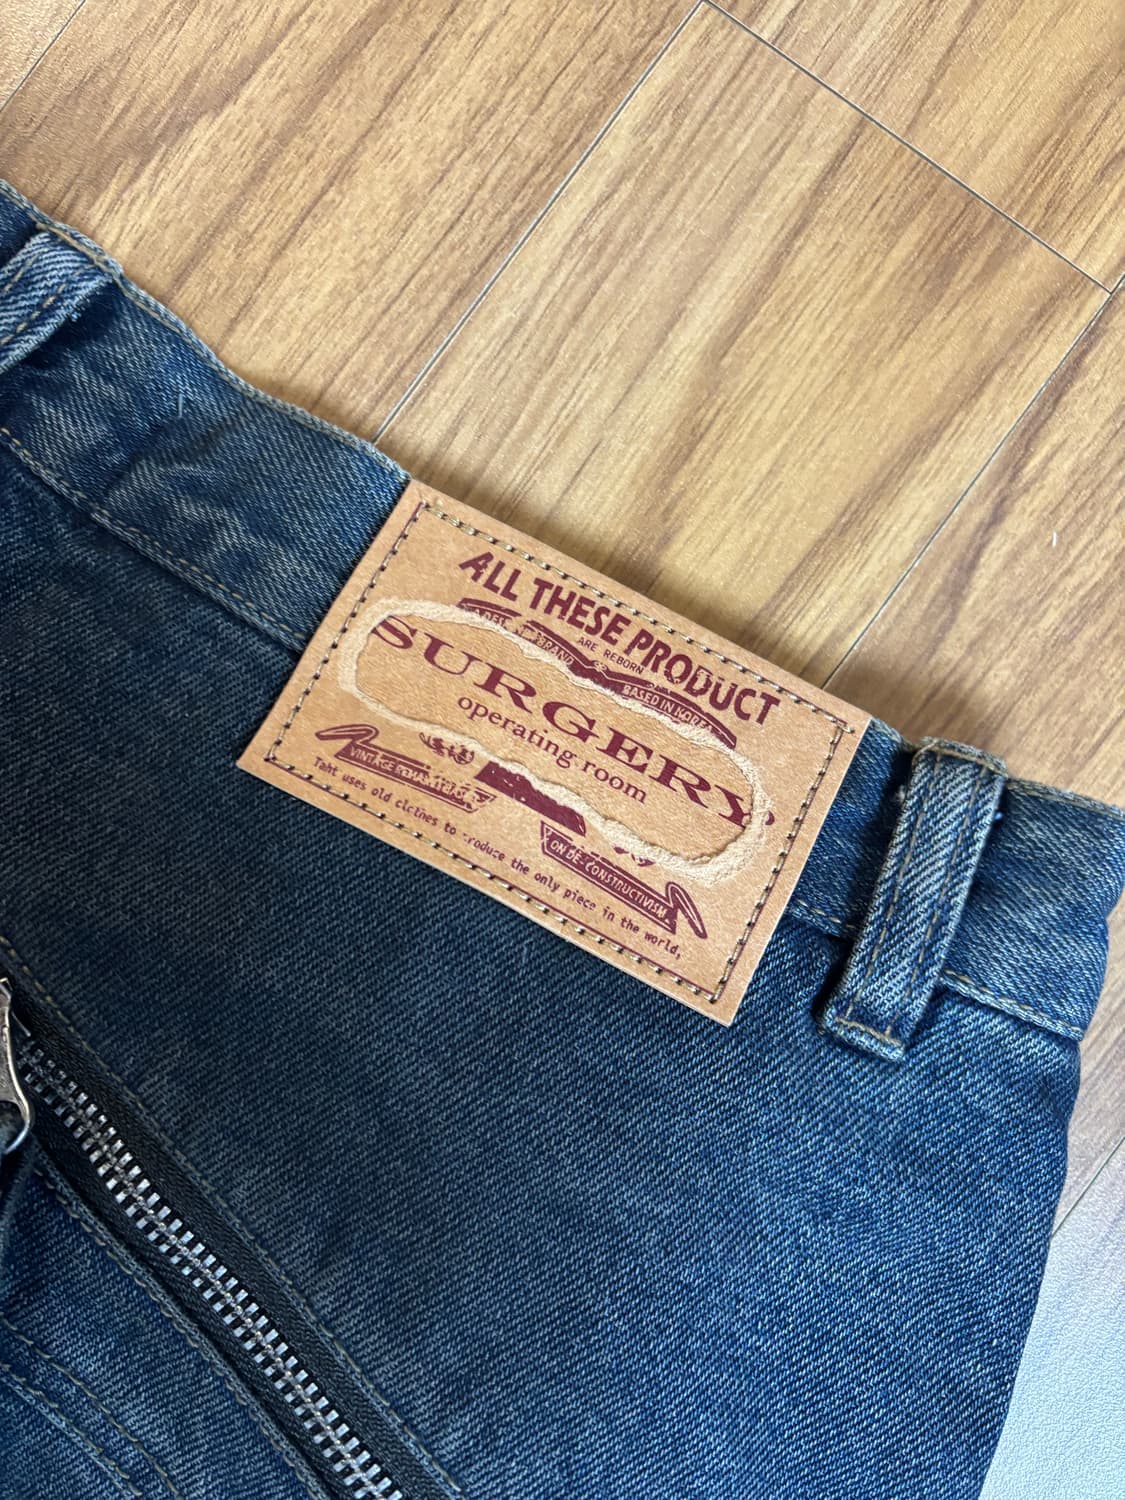 ALL THESE PRODUCT
ARE REBORN
BRAND
BASED IN KOREA
SURGERY
operating room
VINTAGE
ON DE-CONSTRUCTIVISM
Taht uses old clothes to produce the only piece in the world,